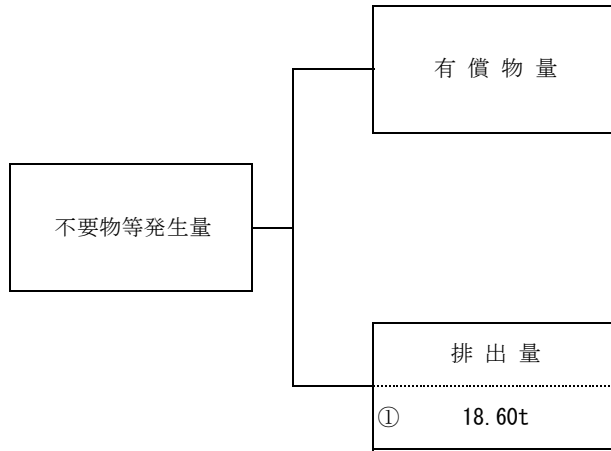 有 償 物 量
不要物等発生量
排 出 量
① 18.60t